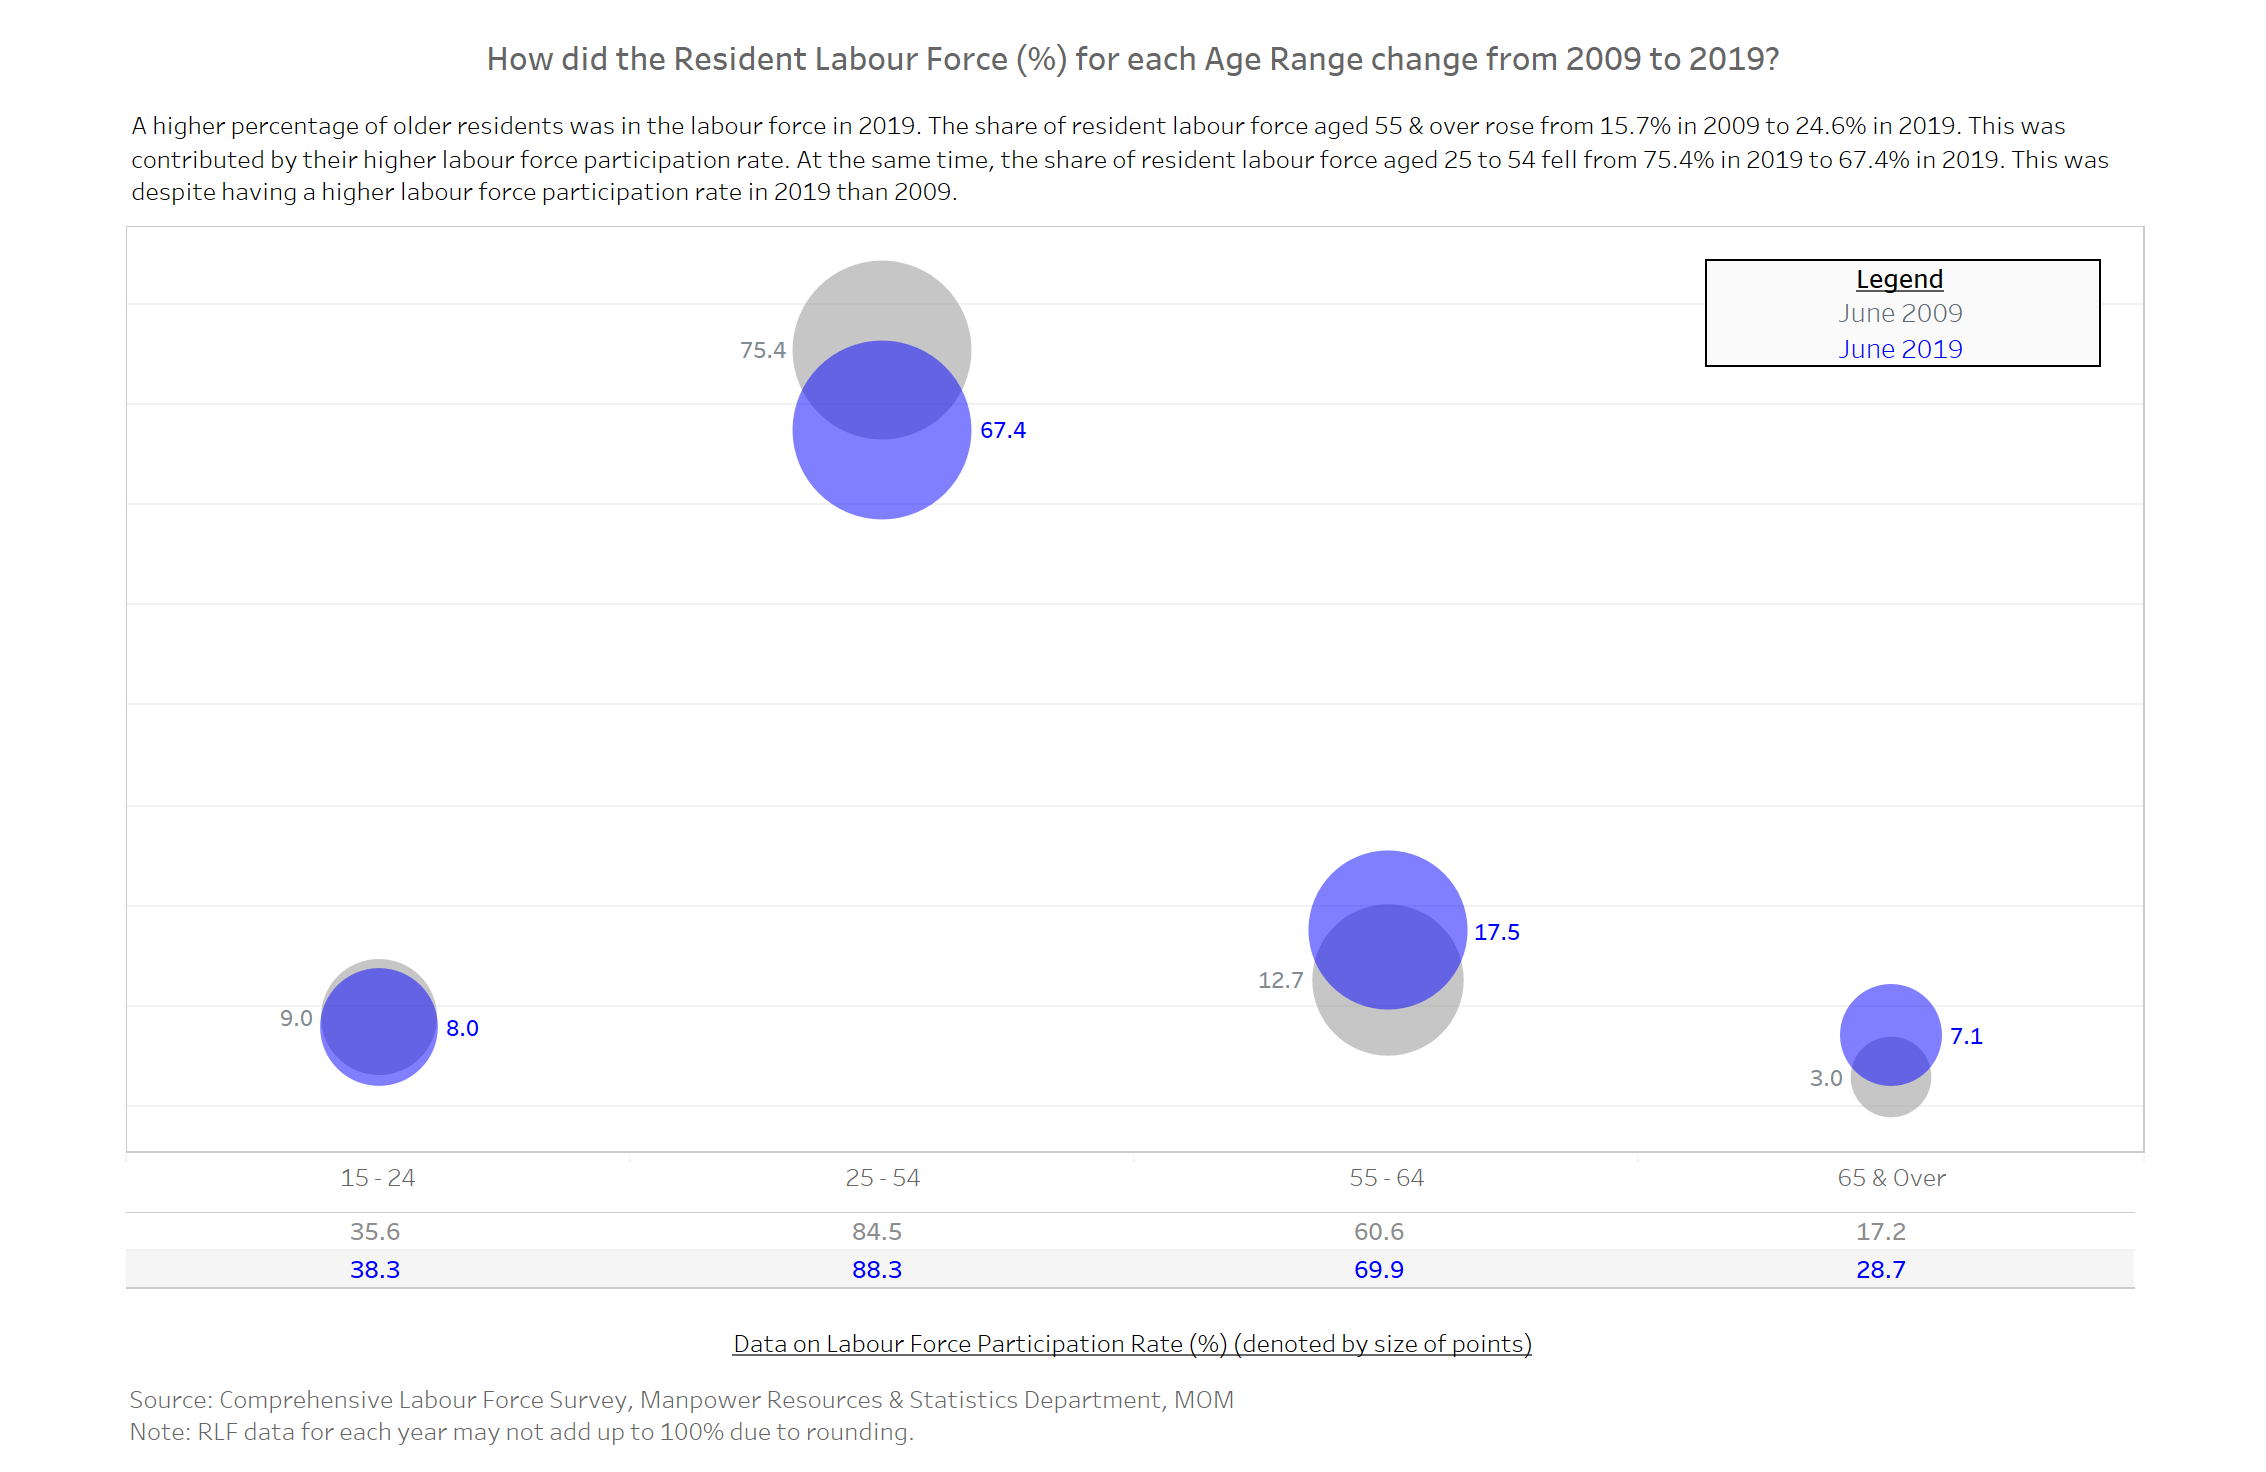 How did the Resident Labour Force (%) for each Age Range change from 2009 to 2019?
A higher percentage of older residents was in the labour force in 2019. The share of resident labour force aged 55 & over rose from 15.7% in 2009 to 24.6% in 2019. This was
contributed by their higher labour force participation rate. At the same time, the share of resident labour force aged 25 to 54 fell from 75.4% in 2019 to 67.4% in 2019. This was
despite having a higher labour force participation rate in 2019 than 2009.
Legend
June 2009
June 2019
75.4
67.4
17.5
12.7
9.0
8.0
7.1
3.0
15 - 24 25 - 54 55 - 64 65 & Over
35.6 84.5 60.6 17.2
38.3 88.3 69.9 28.7
Data on Labour Force Participation Rate (%) (denoted by size of points)
Source: Comprehensive Labour Force Survey, Manpower Resources & Statistics Department, MOM
Note: RLF data for each year may not add up to 100% due to rounding.